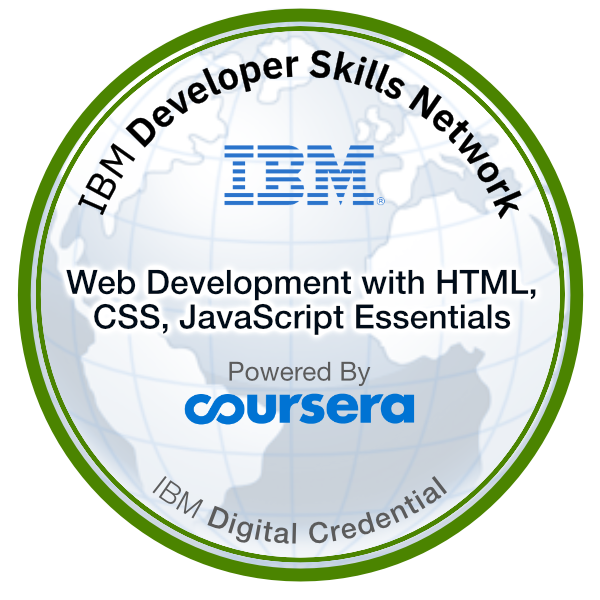 IBM Developer Skills Network
IBM®
Web Development with HTML,
CSS, JavaScript Essentials
Powered By
coursera
IBM Digital Credential